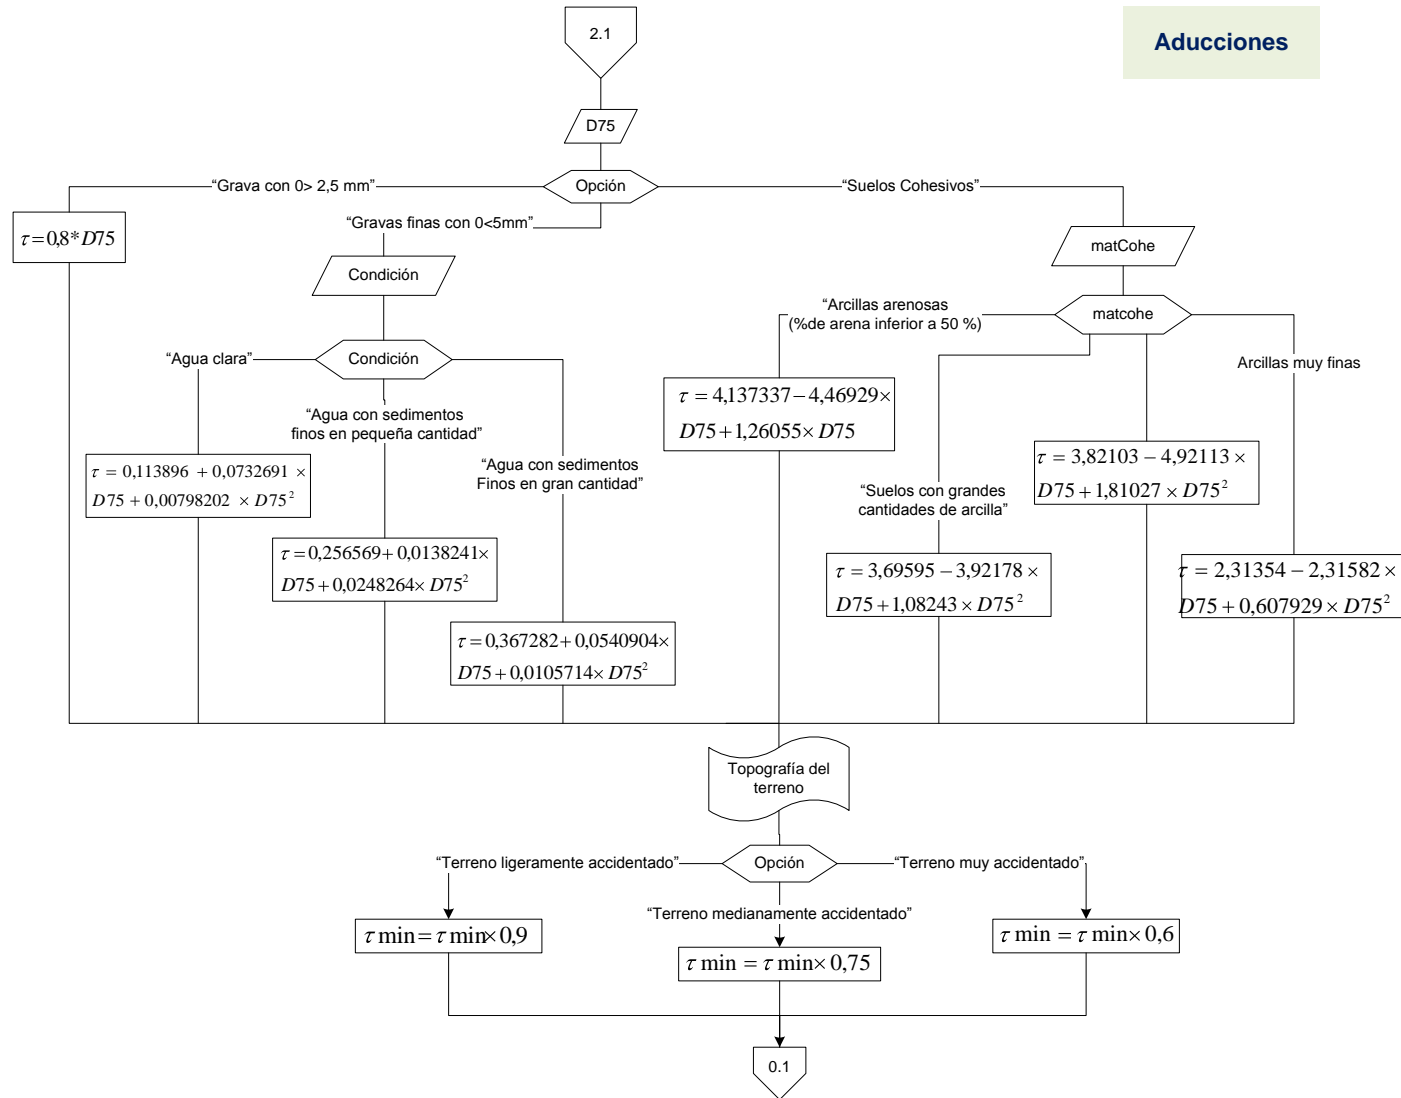 2.1
Aducciones
D75
“Grava con 0> 2,5 mm”
Opción
“Suelos Cohesivos”
“Gravas finas con 0<5mm”
τ=0,8*D75
matCohe
Condición
“Arcillas arenosas
(%de arena inferior a 50 %)
matcohe
“Agua clara”
Condición
Arcillas muy finas
τ = 4,137337−4,46929×
D75+1,26055×D75
“Agua con sedimentos
finos en pequeña cantidad”
τ = 0,113896 +0,0732691 ×
D75+0,00798202 ×D75²
“Agua con sedimentos
Finos en gran cantidad”
τ = 3,82103−4,92113×
D75+1,81027×D75²
“Suelos con grandes
cantidades de arcilla”
τ=0,256569+0,0138241×
D75+0,0248264×D75²
τ = 3,69595−3,92178×
D75+1,08243×D75²
τ = 2,31354−2,31582×
D75+0,607929×D75²
τ=0,367282+0,0540904×
D75+0,0105714×D75²
Topografía del
terreno
“Terreno ligeramente accidentado”
Opción
“Terreno muy accidentado”
“Terreno medianamente accidentado”
τ min=τ min×0,9
τ min = τ min×0,75
τ min = τ min×0,6
0.1